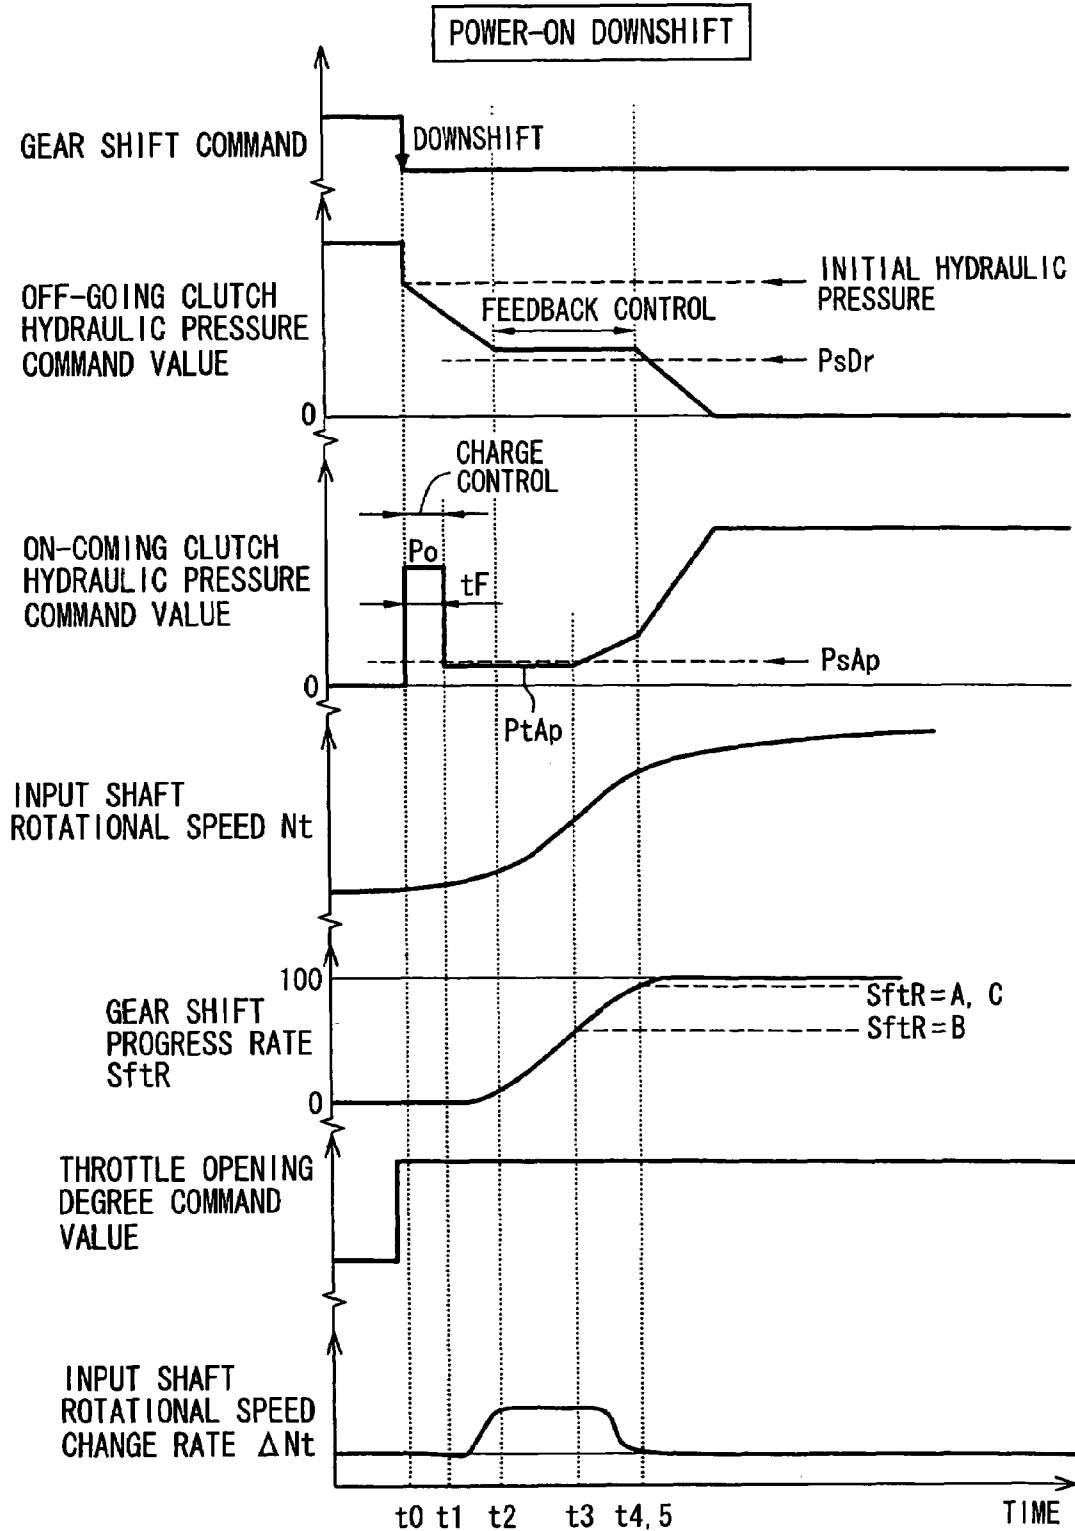 POWER-ON DOWNSHIFT
GEAR SHIFT COMMAND
DOWNSHIFT
OFF-GOING CLUTCH
HYDRAULIC PRESSURE
COMMAND VALUE
INITIAL HYDRAULIC
PRESSURE
FEEDBACK CONTROL
PsDr
0
CHARGE
CONTROL
ON-COMING CLUTCH
HYDRAULIC PRESSURE
COMMAND VALUE
Po
tF
PsAp
0
PtAp
INPUT SHAFT
ROTATIONAL SPEED Nt
100
GEAR SHIFT
PROGRESS RATE
SftR
SftR=A, C
SftR=B
0
THROTTLE OPENING
DEGREE COMMAND
VALUE
INPUT SHAFT
ROTATIONAL SPEED
CHANGE RATE ΔNt
t0 t1 t2 t3 t4, 5 TIME